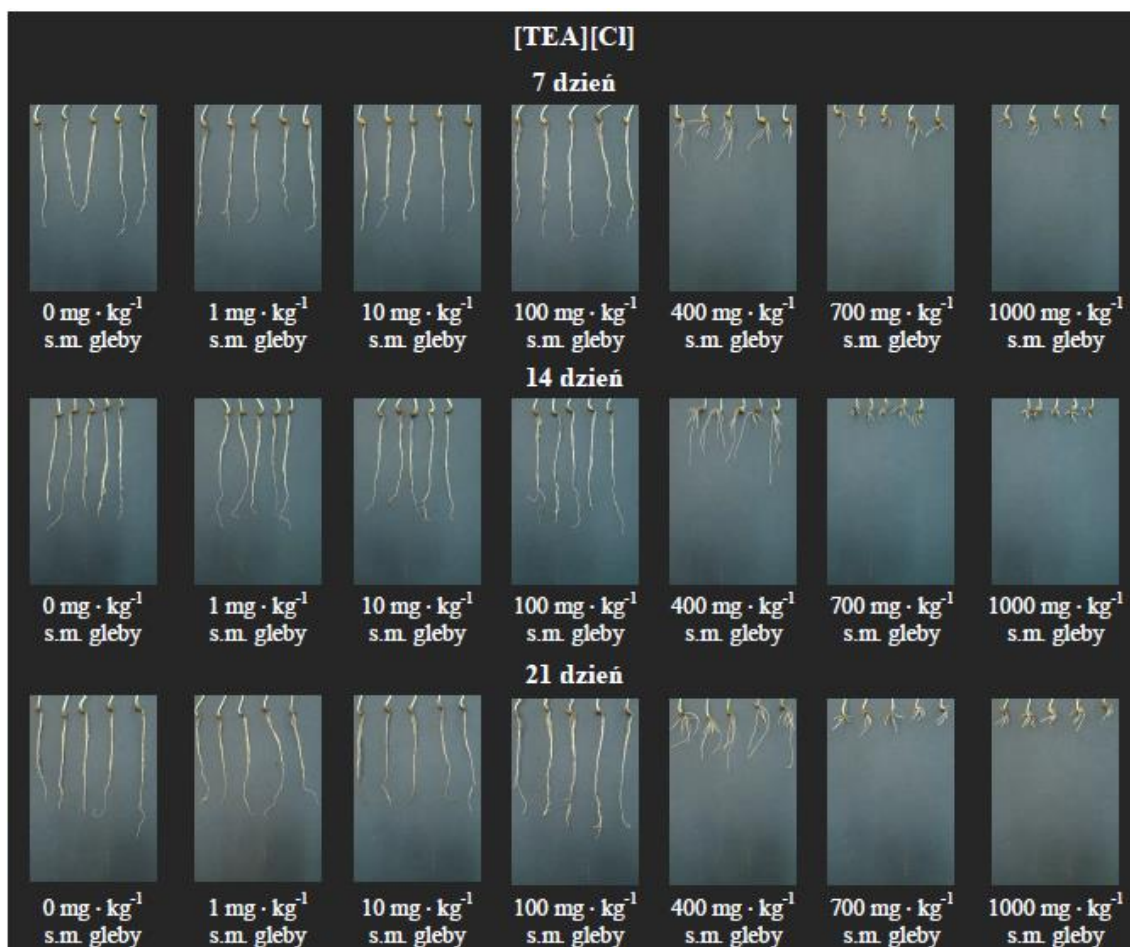 [TEA][Cl]
7 dzień
0 mg · kg⁻¹ 1 mg · kg⁻¹ 10 mg · kg⁻¹ 100 mg · kg⁻¹ 400 mg · kg⁻¹ 700 mg · kg⁻¹ 1000 mg · kg⁻¹
s.m. gleby s.m. gleby s.m. gleby s.m. gleby s.m. gleby s.m. gleby s.m. gleby
14 dzień
0 mg · kg⁻¹ 1 mg · kg⁻¹ 10 mg · kg⁻¹ 100 mg · kg⁻¹ 400 mg · kg⁻¹ 700 mg · kg⁻¹ 1000 mg · kg⁻¹
s.m. gleby s.m. gleby s.m. gleby s.m. gleby s.m. gleby s.m. gleby s.m. gleby
21 dzień
0 mg · kg⁻¹ 1 mg · kg⁻¹ 10 mg · kg⁻¹ 100 mg · kg⁻¹ 400 mg · kg⁻¹ 700 mg · kg⁻¹ 1000 mg · kg⁻¹
s.m. gleby s.m. gleby s.m. gleby s.m. gleby s.m. gleby s.m. gleby s.m. gleby